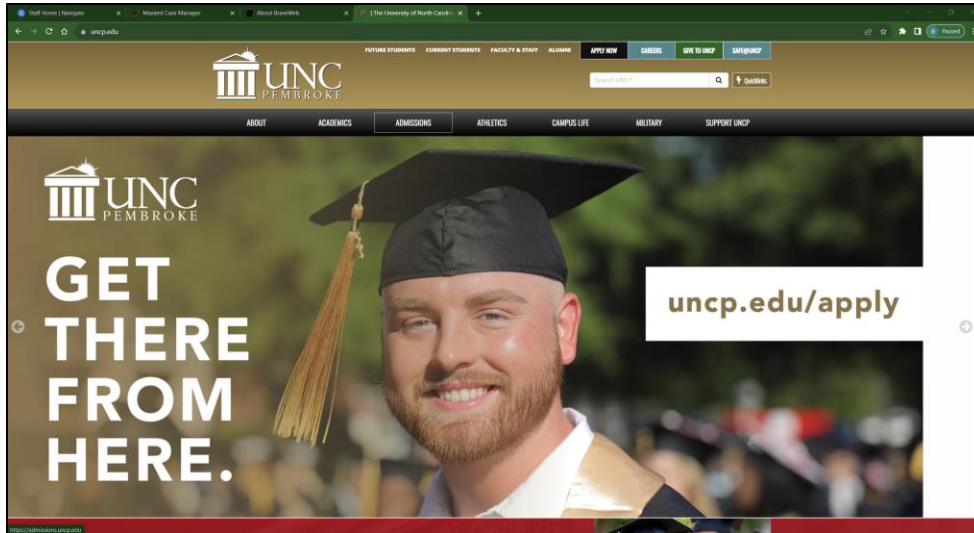 Staff Home | Navigate
Maxient Case Manager
About BraveWeb
| The University of North Carolin
uncp.edu
Paused
FUTURE STUDENTS CURRENT STUDENTS FACULTY & STAFF ALUMNI APPLY NOW CAREERS GIVE TO UNCP SAFE@UNCP
UNC
PEMBROKE
Search UNCP
Quicklinks
ABOUT ACADEMICS ADMISSIONS ATHLETICS CAMPUS LIFE MILITARY SUPPORT UNCP
UNC
PEMBROKE
GET
THERE
FROM
HERE.
uncp.edu/apply
https://admissions.uncp.edu